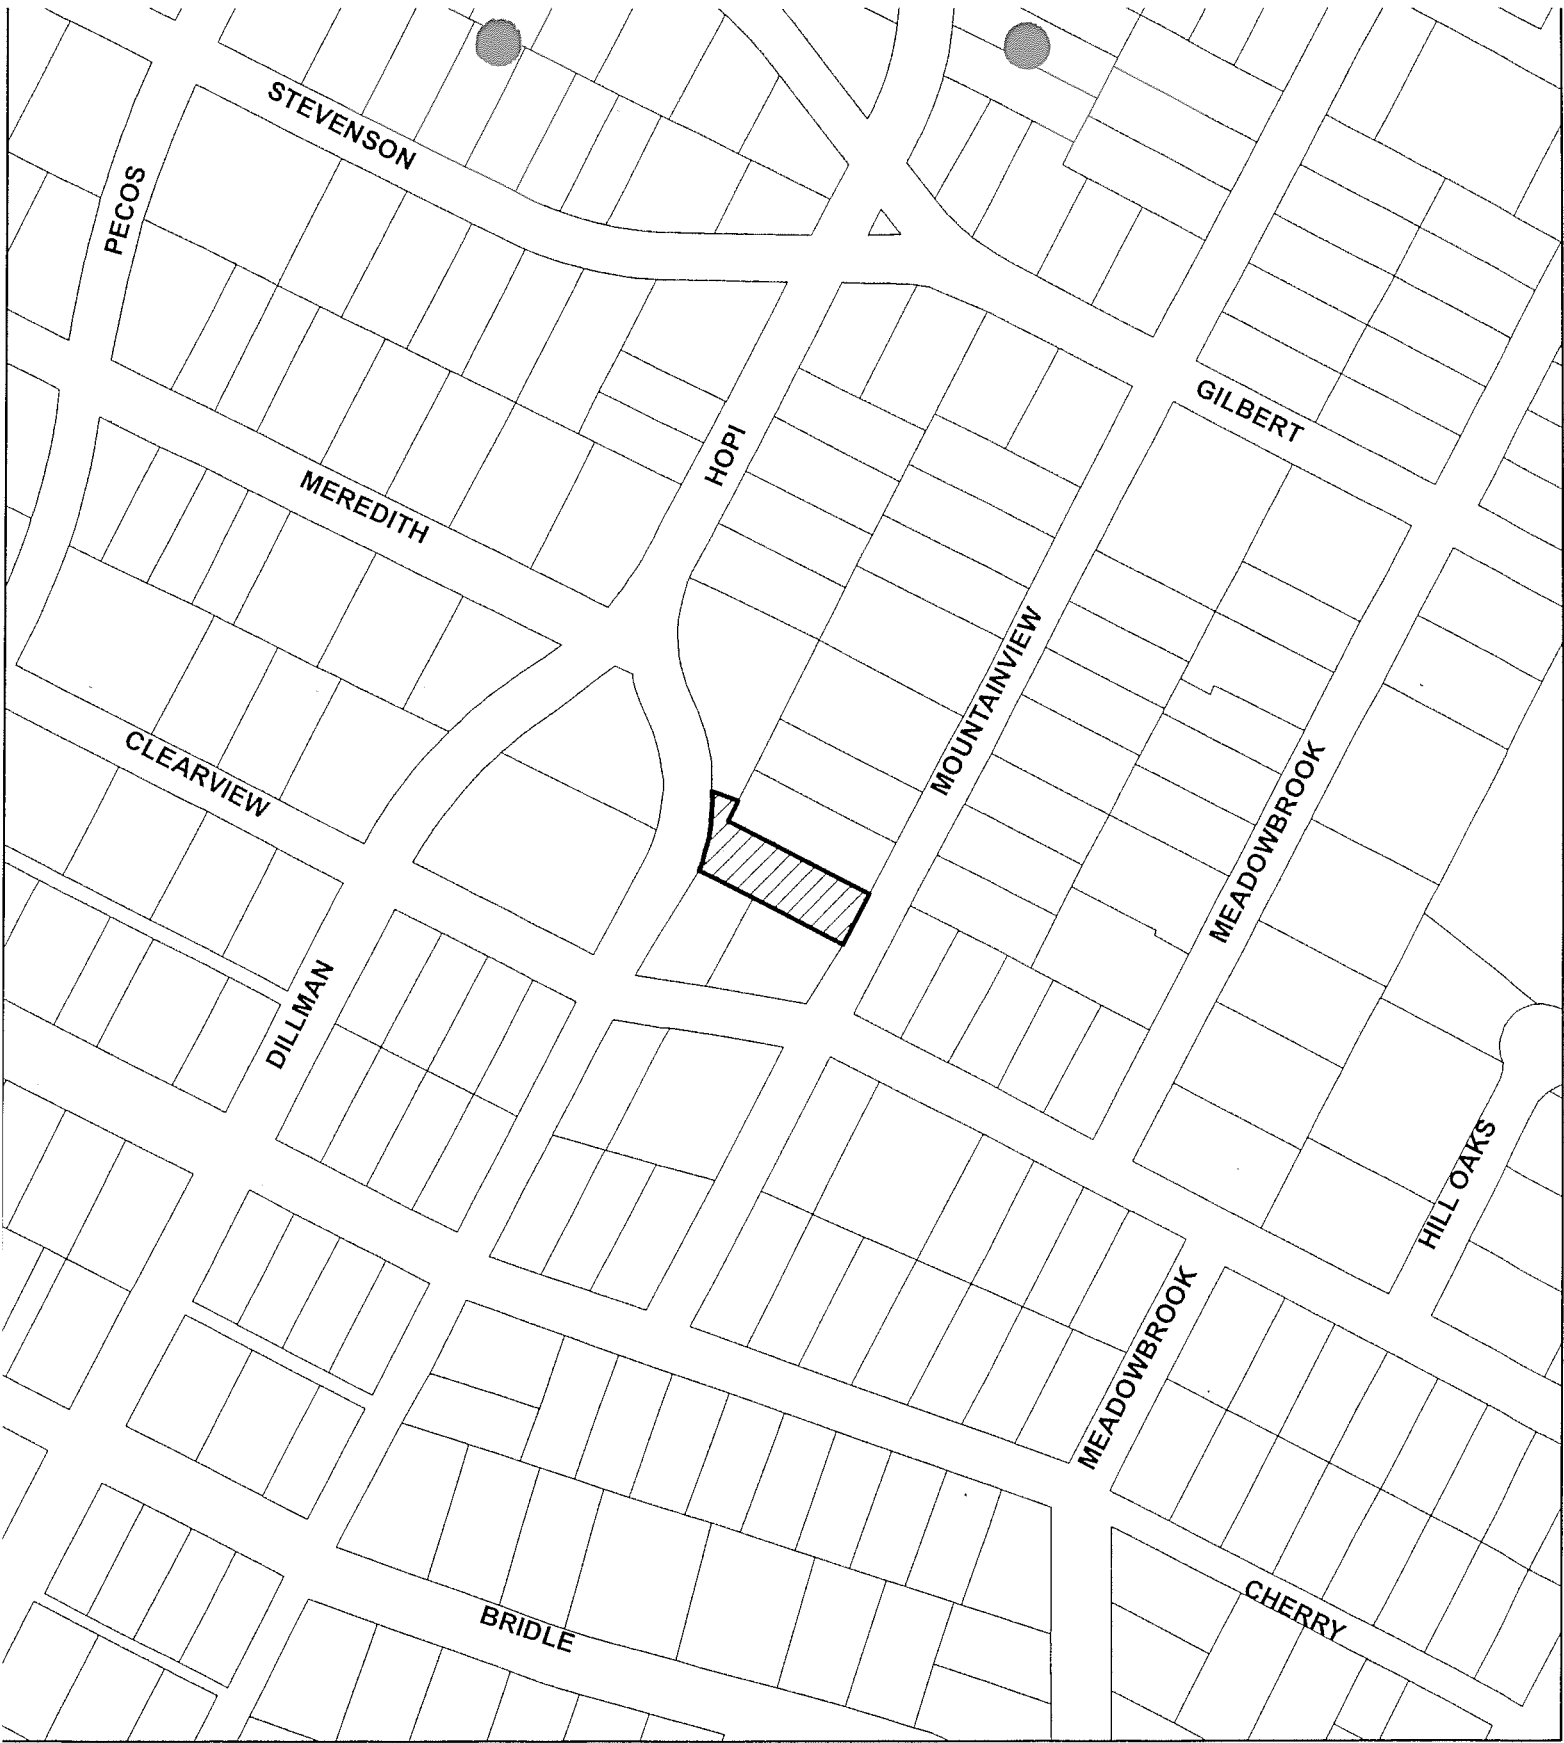 STEVENSON
PECOS
GILBERT
HOPI
MEREDITH
MOUNTAINVIEW
CLEARVIEW
MEADOWBROOK
DILLMAN
HILL OAKS
MEADOWBROOK
CHERRY
BRIDLE